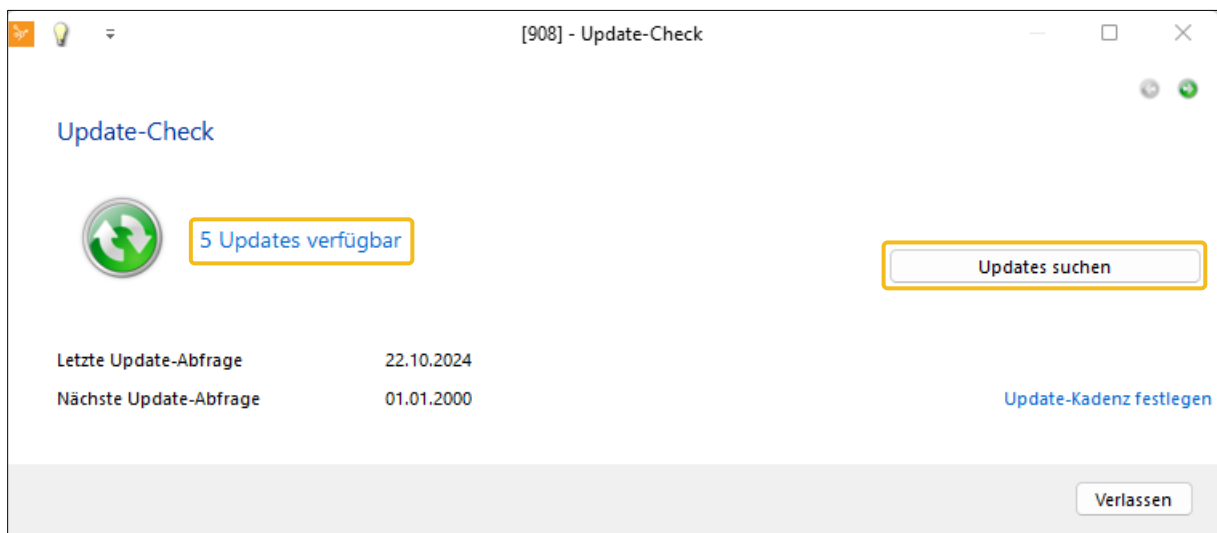 [908] - Update-Check
Update-Check
5 Updates verfügbar
Updates suchen
Letzte Update-Abfrage 22.10.2024
Nächste Update-Abfrage 01.01.2000
Update-Kadenz festlegen
Verlassen